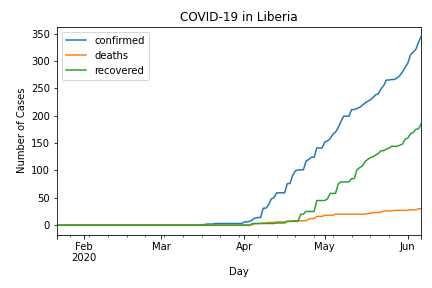 COVID-19 in Liberia
350
300
250
200
150
100
50
0
Number of Cases
confirmed
deaths
recovered
Feb Mar Apr May Jun
2020
Day